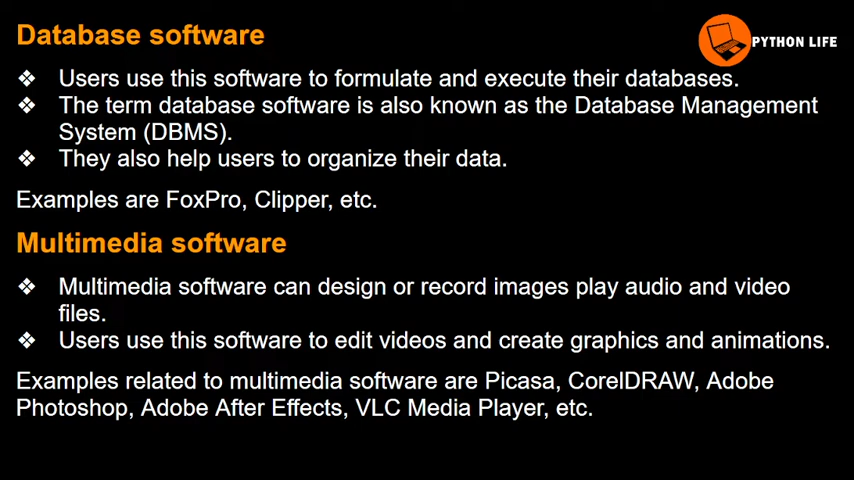 Database software
PYTHON LIFE
❖ Users use this software to formulate and execute their databases.
❖ The term database software is also known as the Database Management
System (DBMS).
❖ They also help users to organize their data.
Examples are FoxPro, Clipper, etc.
Multimedia software
❖ Multimedia software can design or record images play audio and video
files.
❖ Users use this software to edit videos and create graphics and animations.
Examples related to multimedia software are Picasa, CorelDRAW, Adobe
Photoshop, Adobe After Effects, VLC Media Player, etc.